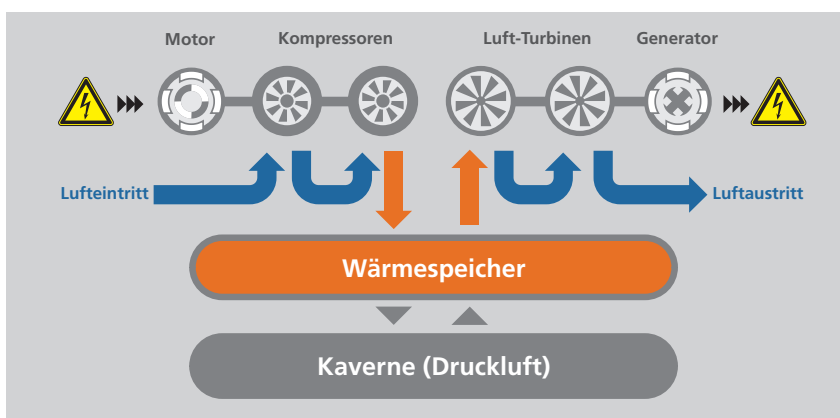 Motor
Kompressoren
Luft-Turbinen
Generator
Lufteintritt
Luftaustritt
Wärmespeicher
Kaverne (Druckluft)